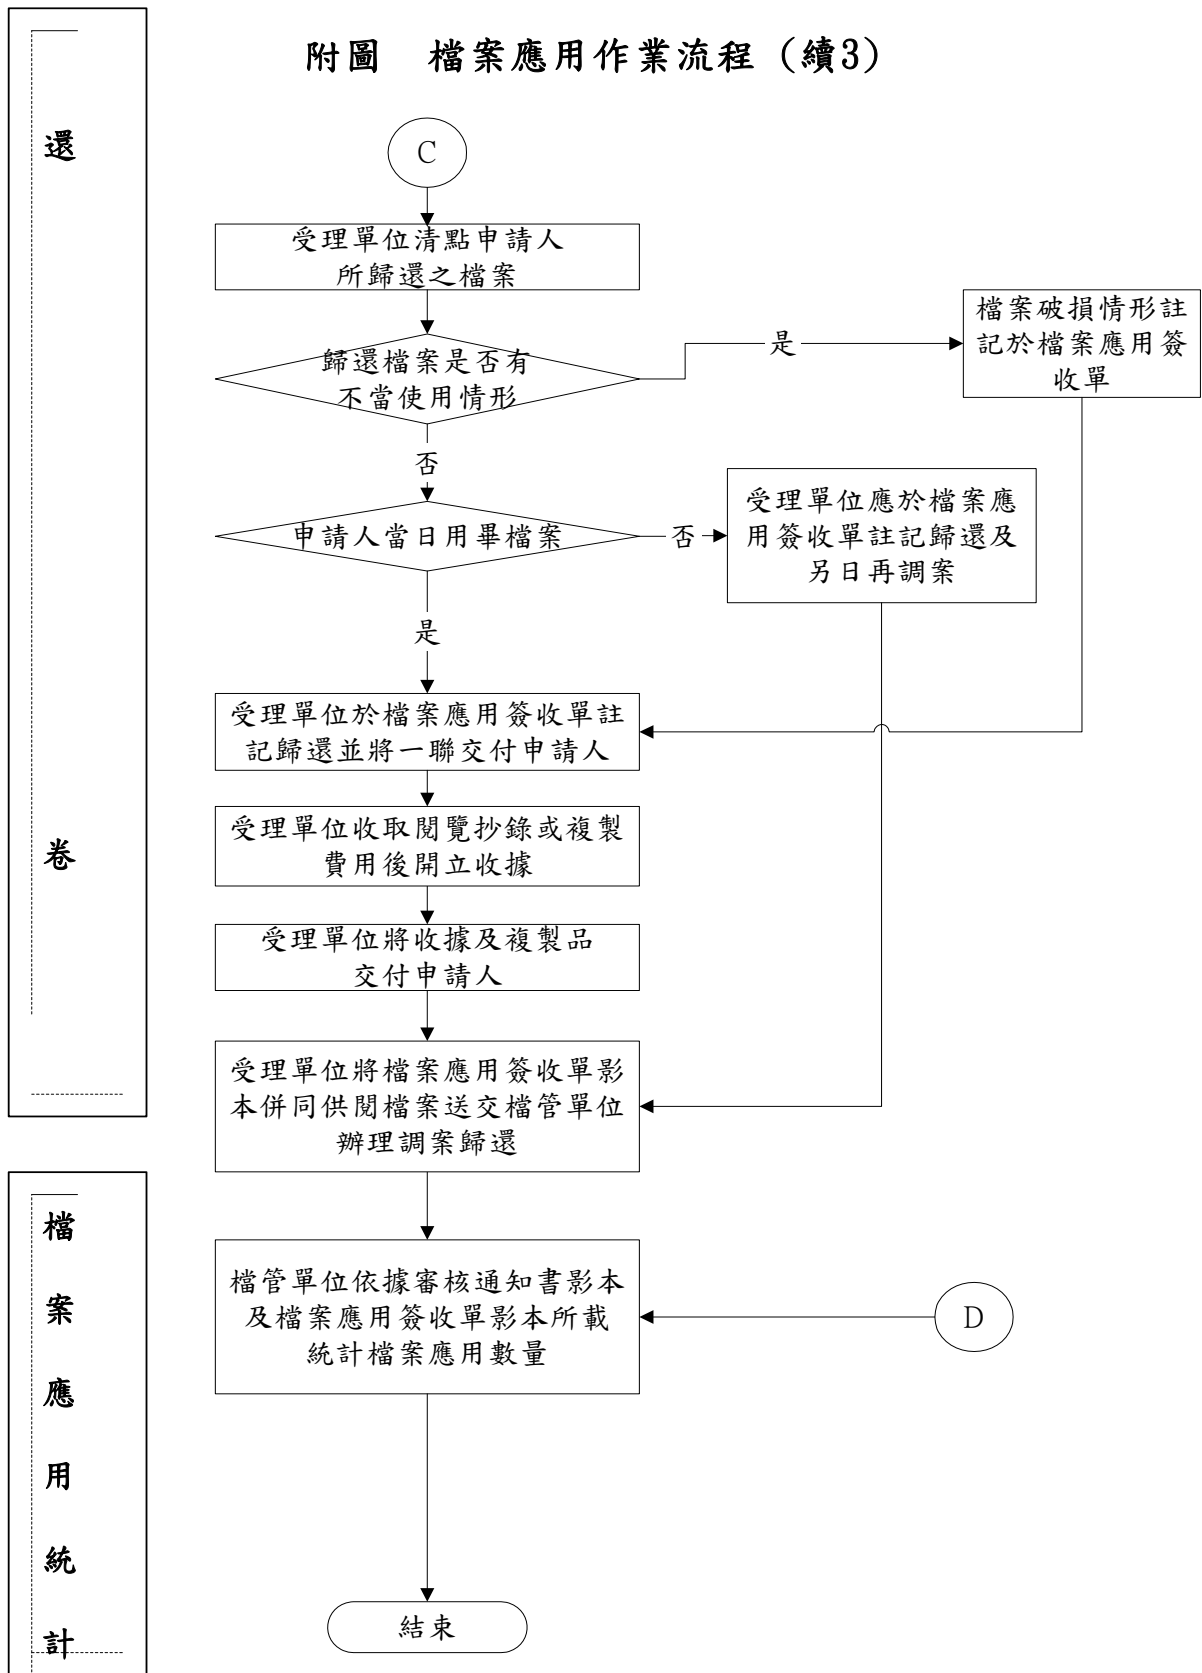 附圖　檔案應用作業流程（續3）
還
卷
C
受理單位清點申請人
所歸還之檔案
歸還檔案是否有
不當使用情形
是
檔案破損情形註
記於檔案應用簽
收單
否
申請人當日用畢檔案
否
受理單位應於檔案應
用簽收單註記歸還及
另日再調案
是
受理單位於檔案應用簽收單註
記歸還並將一聯交付申請人
受理單位收取閱覽抄錄或複製
費用後開立收據
受理單位將收據及複製品
交付申請人
受理單位將檔案應用簽收單影
本併同供閱檔案送交檔管單位
辦理調案歸還
檔
案
應
用
統
計
檔管單位依據審核通知書影本
及檔案應用簽收單影本所載
統計檔案應用數量
D
結束